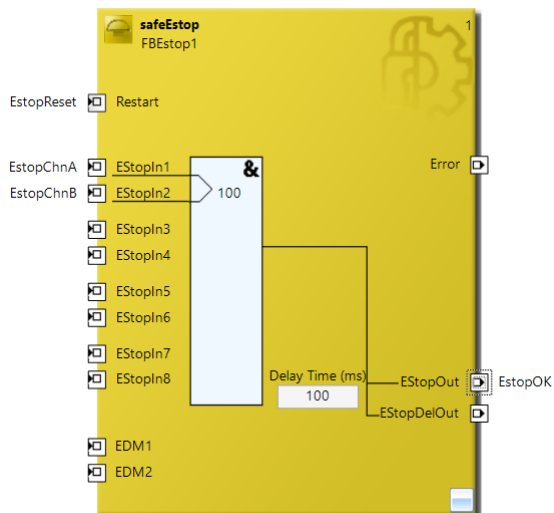 safeEstop
1
FBEstop1
EstopReset Restart
EstopChnA EStopIn1 & Error
EstopChnB EStopIn2 100
EStopIn3
EStopIn4
EStopIn5
EStopIn6
EStopIn7
EStopIn8
Delay Time (ms)
100
EStopOut EstopOK
EStopDelOut
EDM1
EDM2